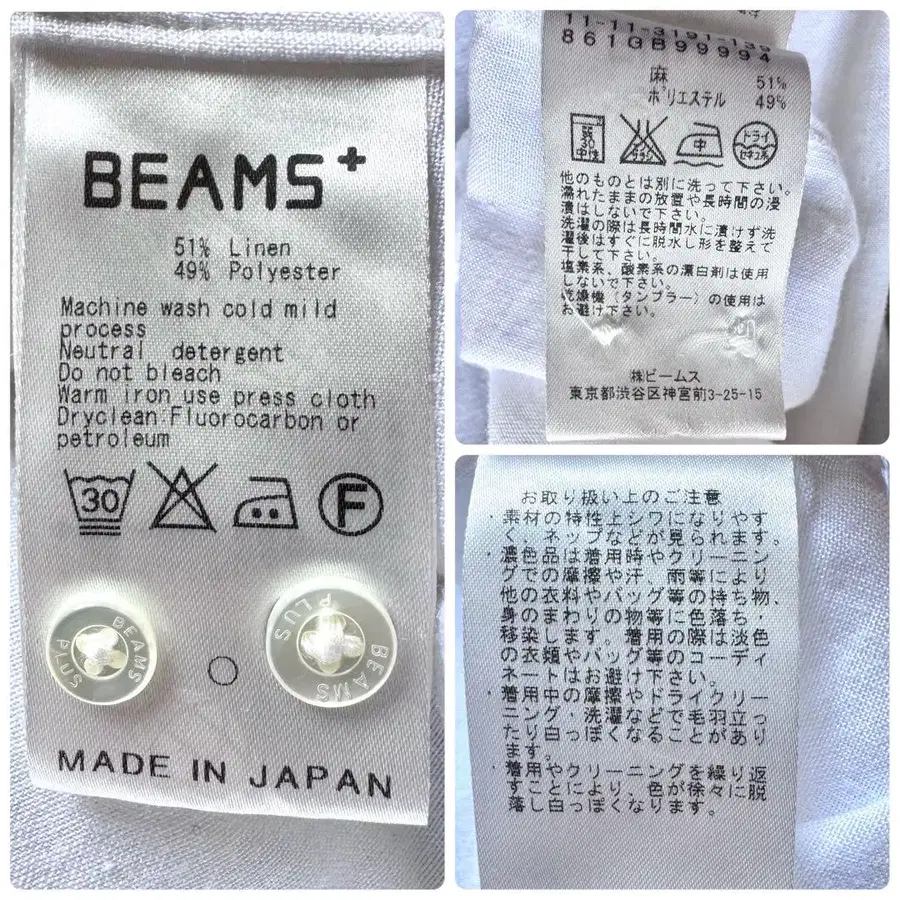 BEAMS+
51% Linen
49% Polyester
Machine wash cold mild
process
Neutral detergent
Do not bleach
Warm iron use press cloth
Dryclean Fluorocarbon or
petroleum
30
F
BEAMS PLUS
BEAMS PLUS
MADE IN JAPAN
11-11-3191-139
861GB99994
麻 51%
ポリエステル 49%
弱
30
中性
エンソ
サラシ
中
ドライ
セキユ系
他のものとは別に洗って下さい。
濡れたままの放置や長時間の浸
漬はしないで下さい。
洗濯の際は長時間水に漬けず洗
濯後はすぐに脱水し形を整えて
干して下さい。
塩素系、酸素系の漂白剤は使用
しないで下さい。
乾燥機(タンブラー)の使用は
お避け下さい。
㈱ビームス
東京都渋谷区神宮前3-25-15
お取り扱い上のご注意
・素材の特性上シワになりやす
く、ネップなどが見られます。
・濃色品は着用時やクリーニン
グでの摩擦や汗、雨等により
他の衣料やバッグ等の持ち物、
身のまわりの物等に色落ち・
移染します。着用の際は淡色
の衣類やバッグ等のコーディ
ネートはお避け下さい。
・着用中の摩擦やドライクリー
ニング・洗濯などで毛羽立っ
たり白っぽくなることがあり
ます。
・着用やクリーニングを繰り返
すことにより、色が徐々に脱
落し白っぽくなります。